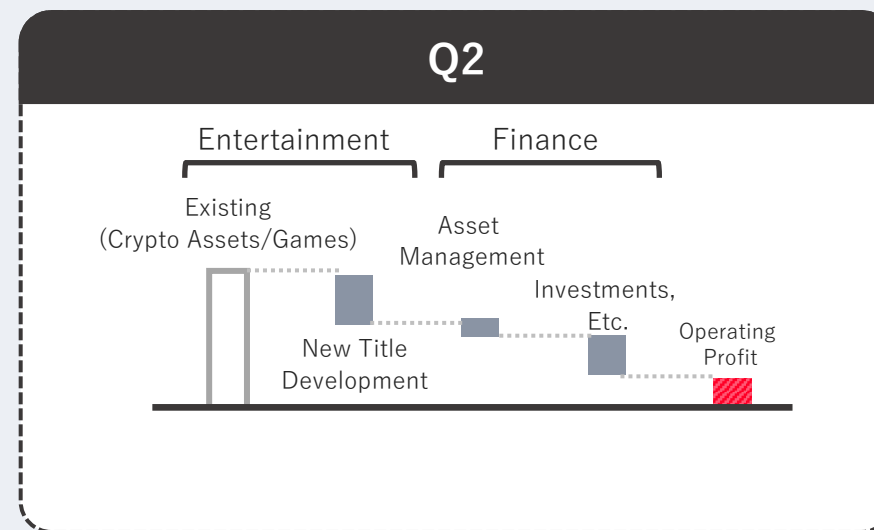 Q2
Entertainment
Finance
Existing
(Crypto Assets/Games)
Asset
Management
Investments,
Etc.
New Title
Development
Operating
Profit